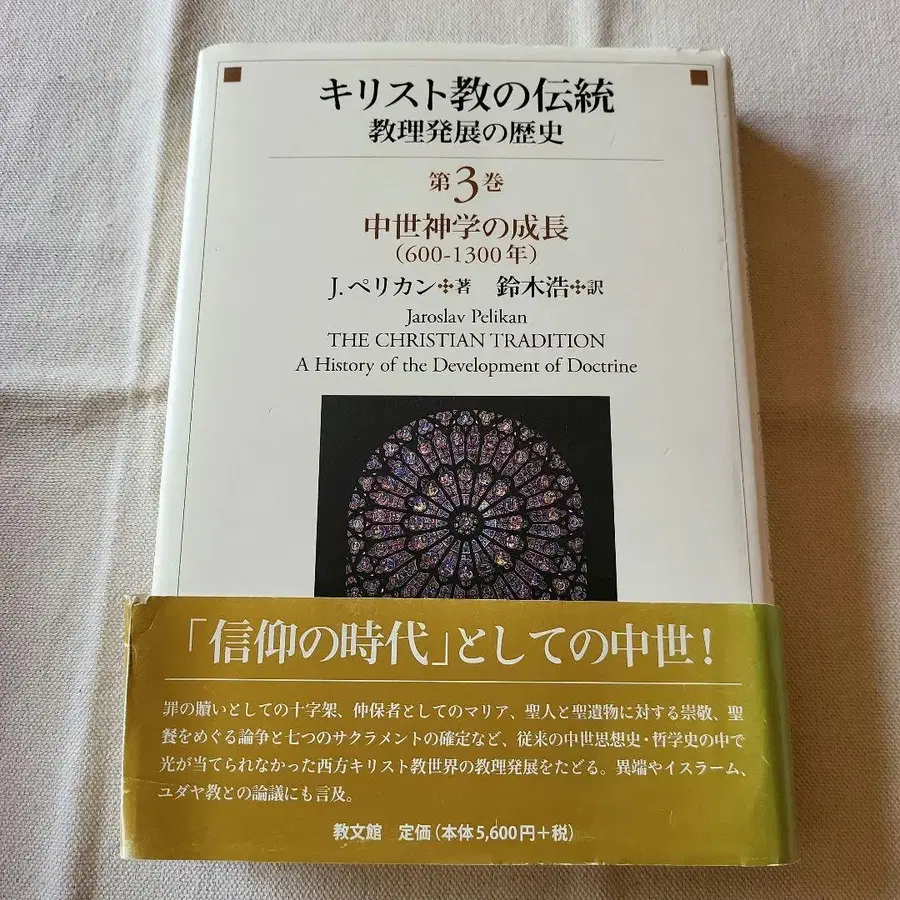 キリスト教の伝統
教理発展の歴史
第3巻
中世神学の成長
(600-1300年)
J.ペリカン✣著 鈴木浩✣訳
Jaroslav Pelikan
THE CHRISTIAN TRADITION
A History of the Development of Doctrine
「信仰の時代」としての中世!
罪の贖いとしての十字架、仲保者としてのマリア、聖人と聖遺物に対する崇敬、聖
餐をめぐる論争と七つのサクラメントの確定など、従来の中世思想史・哲学史の中で
光が当てられなかった西方キリスト教世界の教理発展をたどる。異端やイスラーム、
ユダヤ教との論議にも言及。
教文館 定価(本体5,600円+税)